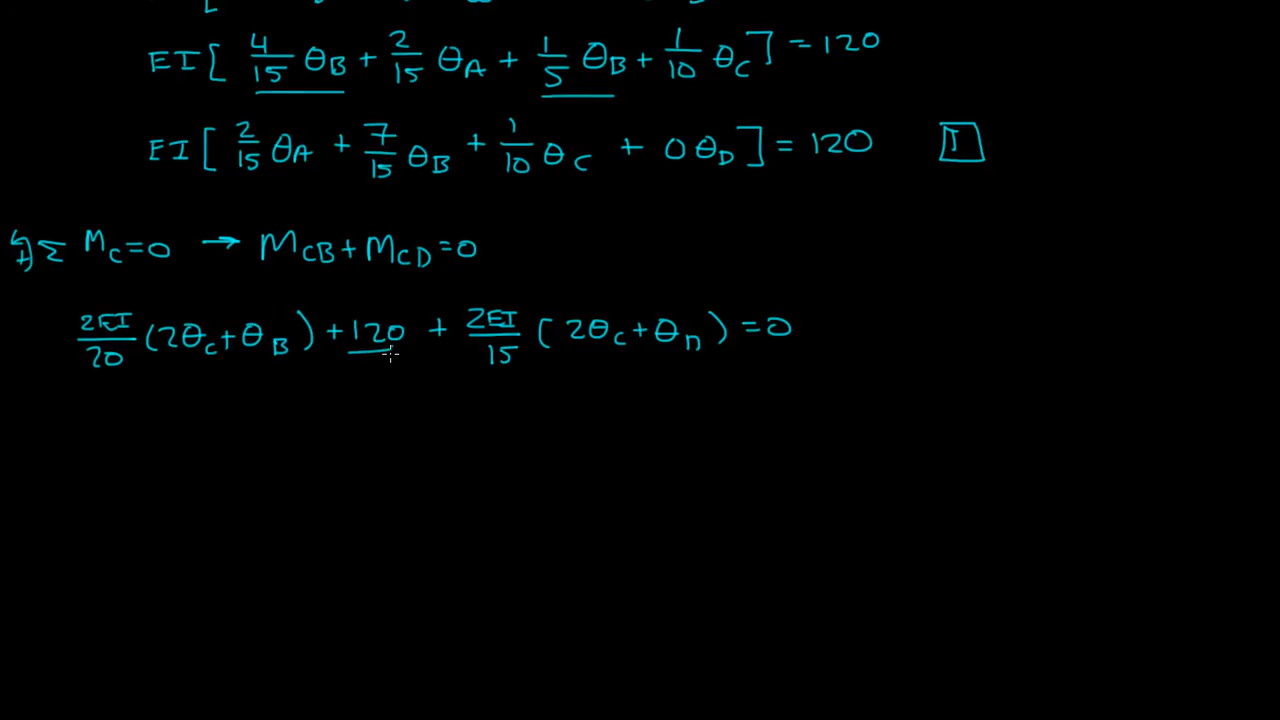 EI[ 4/15 θB + 2/15 θA + 1/5 θB + 1/10 θC ] = 120
EI[ 2/15 θA + 7/15 θB + 1/10 θC + 0 θD ] = 120 1
Σ MC = 0 → MCB + MCD = 0
2EI/20 (2θC + θB) + 120 + 2EI/15 (2θC + θD) = 0